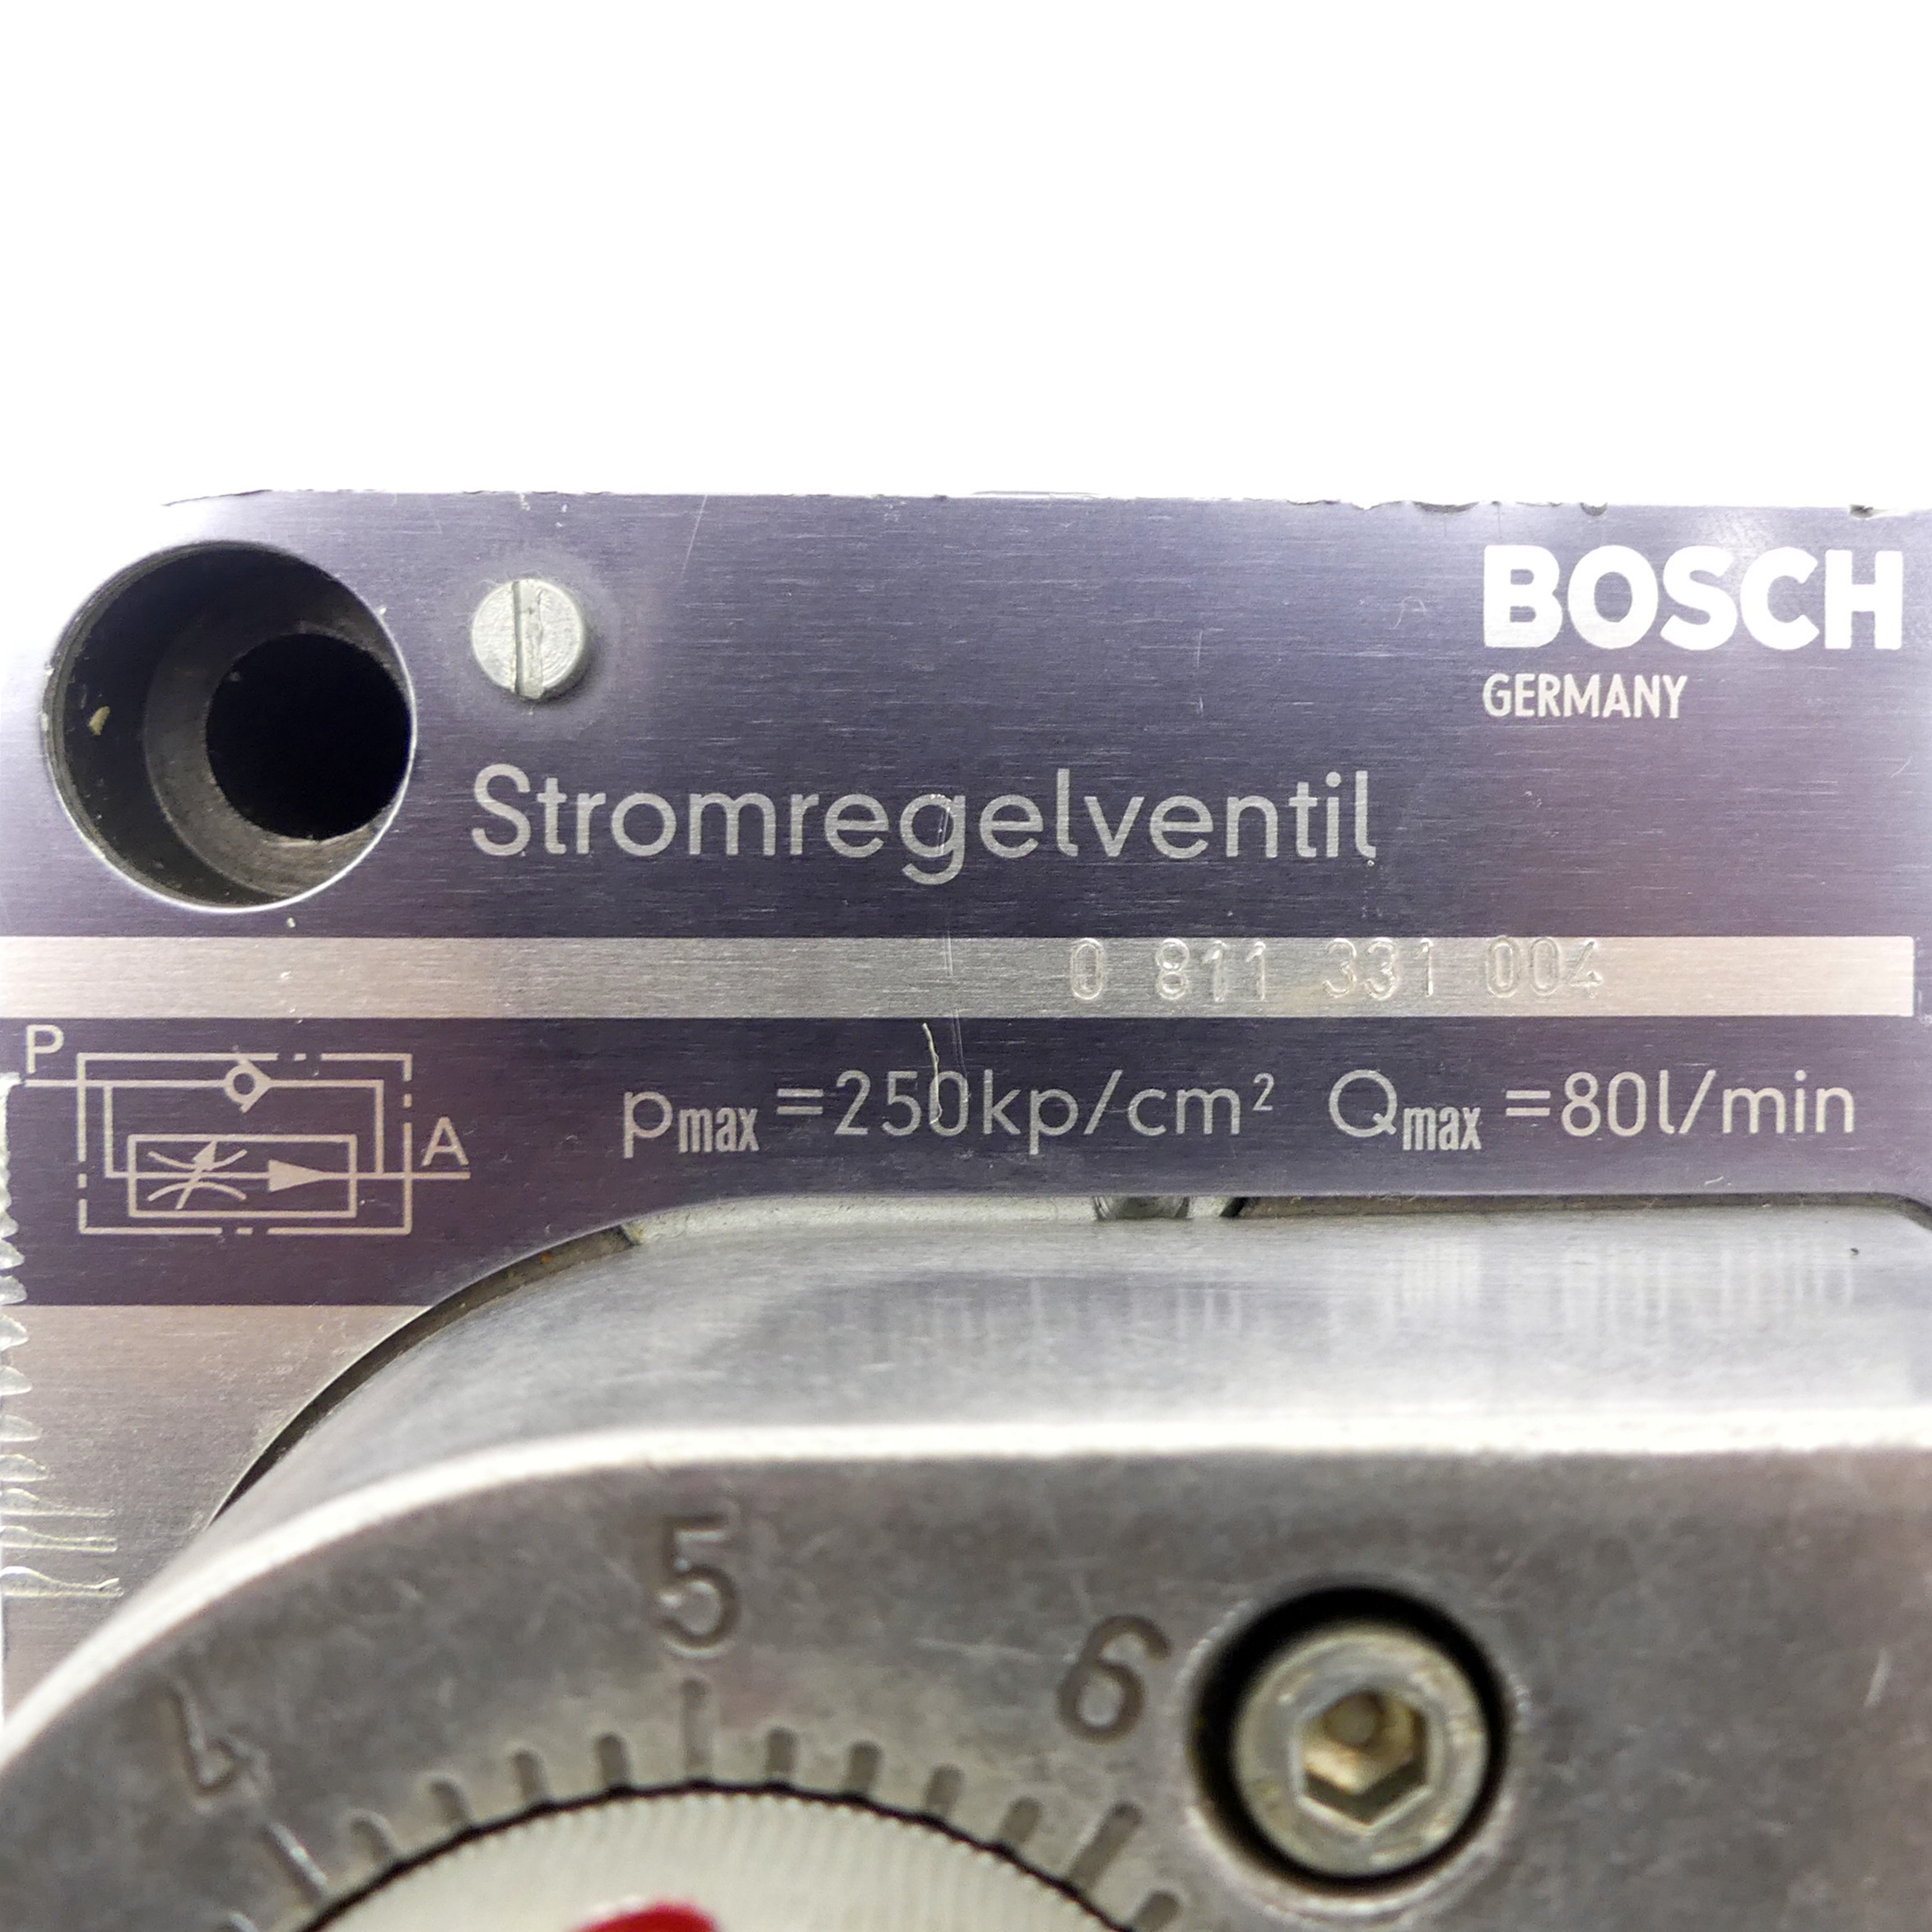 BOSCH
GERMANY
Stromregelventil
0 811 331 004
P
A
pmax =250kp/cm² Qmax =80l/min
4
5
6